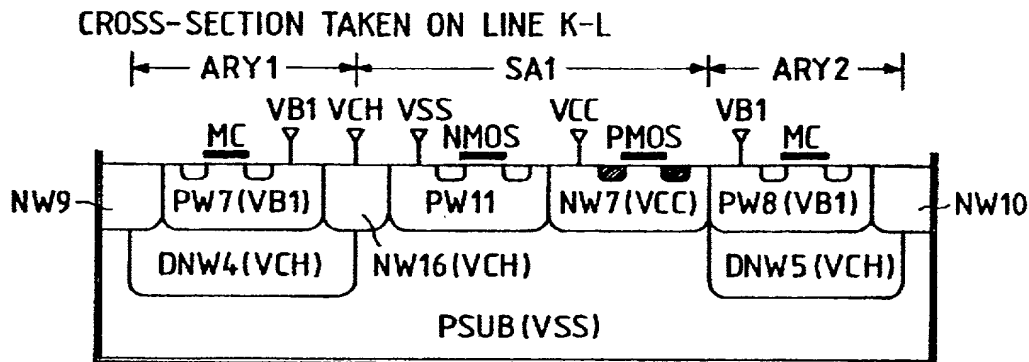 CROSS-SECTION TAKEN ON LINE K-L
ARY1 SA1 ARY2
VB1 VCH VSS VCC VB1
MC NMOS PMOS MC
NW9 PW7(VB1) PW11 NW7(VCC) PW8(VB1) NW10
DNW4(VCH) NW16(VCH) DNW5(VCH)
PSUB(VSS)